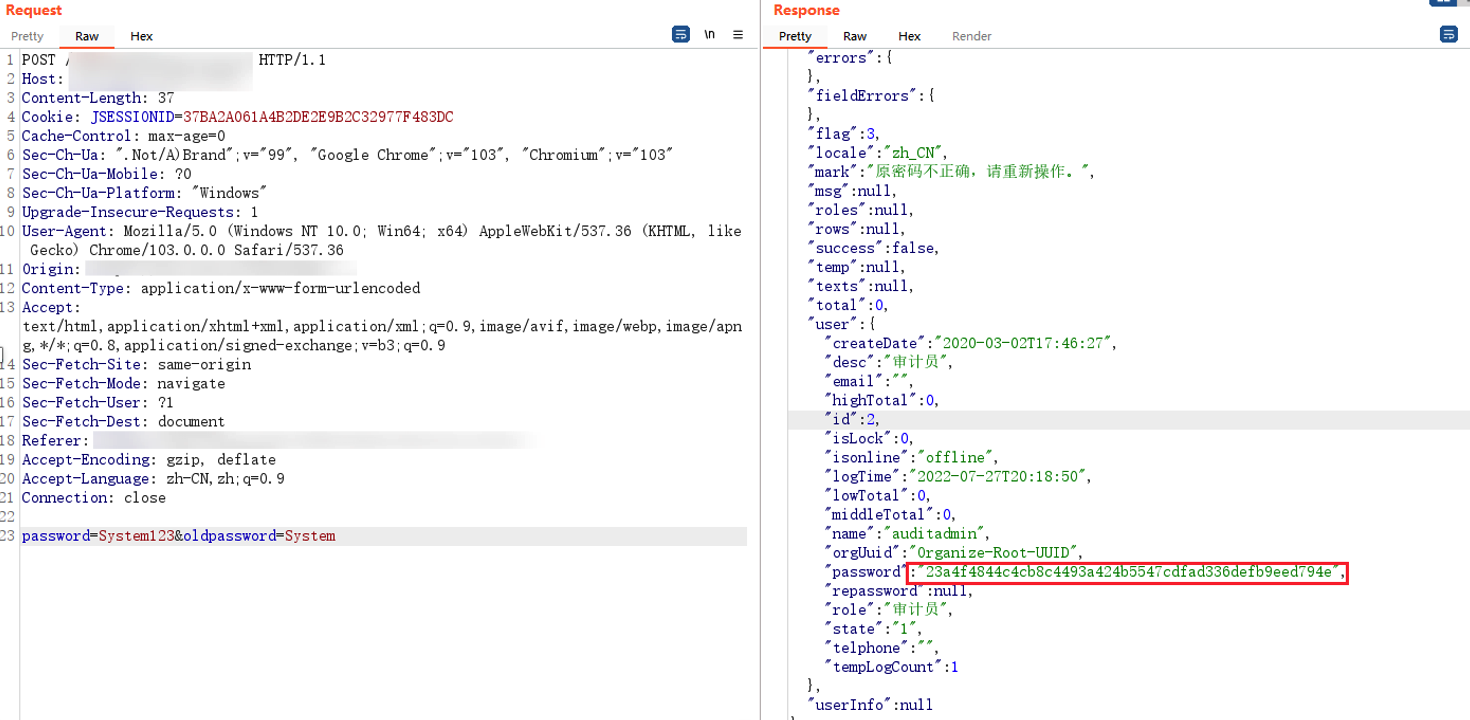 Request
Pretty Raw Hex
\n
1 POST / HTTP/1.1
2 Host:
3 Content-Length: 37
4 Cookie: JSESSIONID=37BA2A061A4B2DE2E9B2C32977F483DC
5 Cache-Control: max-age=0
6 Sec-Ch-Ua: ".Not/A)Brand";v="99", "Google Chrome";v="103", "Chromium";v="103"
7 Sec-Ch-Ua-Mobile: ?0
8 Sec-Ch-Ua-Platform: "Windows"
9 Upgrade-Insecure-Requests: 1
10 User-Agent: Mozilla/5.0 (Windows NT 10.0; Win64; x64) AppleWebKit/537.36 (KHTML, like
Gecko) Chrome/103.0.0.0 Safari/537.36
11 Origin:
12 Content-Type: application/x-www-form-urlencoded
13 Accept:
text/html,application/xhtml+xml,application/xml;q=0.9,image/avif,image/webp,image/apn
g,*/*;q=0.8,application/signed-exchange;v=b3;q=0.9
14 Sec-Fetch-Site: same-origin
15 Sec-Fetch-Mode: navigate
16 Sec-Fetch-User: ?1
17 Sec-Fetch-Dest: document
18 Referer:
19 Accept-Encoding: gzip, deflate
20 Accept-Language: zh-CN,zh;q=0.9
21 Connection: close
22
23 password=System123&oldpassword=System
Response
Pretty Raw Hex Render
"errors":{
},
"fieldErrors":{
},
"flag":3,
"locale":"zh_CN",
"mark":"原密码不正确，请重新操作。",
"msg":null,
"roles":null,
"rows":null,
"success":false,
"temp":null,
"texts":null,
"total":0,
"user":{
"createDate":"2020-03-02T17:46:27",
"desc":"审计员",
"email":"",
"highTotal":0,
"id":2,
"isLock":0,
"isonline":"offline",
"logTime":"2022-07-27T20:18:50",
"lowTotal":0,
"middleTotal":0,
"name":"auditadmin",
"orgUuid":"Organize-Root-UUID",
"password":"23a4f4844c4cb8c4493a424b5547cdfad336defb9eed794e",
"repassword":null,
"role":"审计员",
"state":"1",
"telphone":"",
"tempLogCount":1
},
"userInfo":null